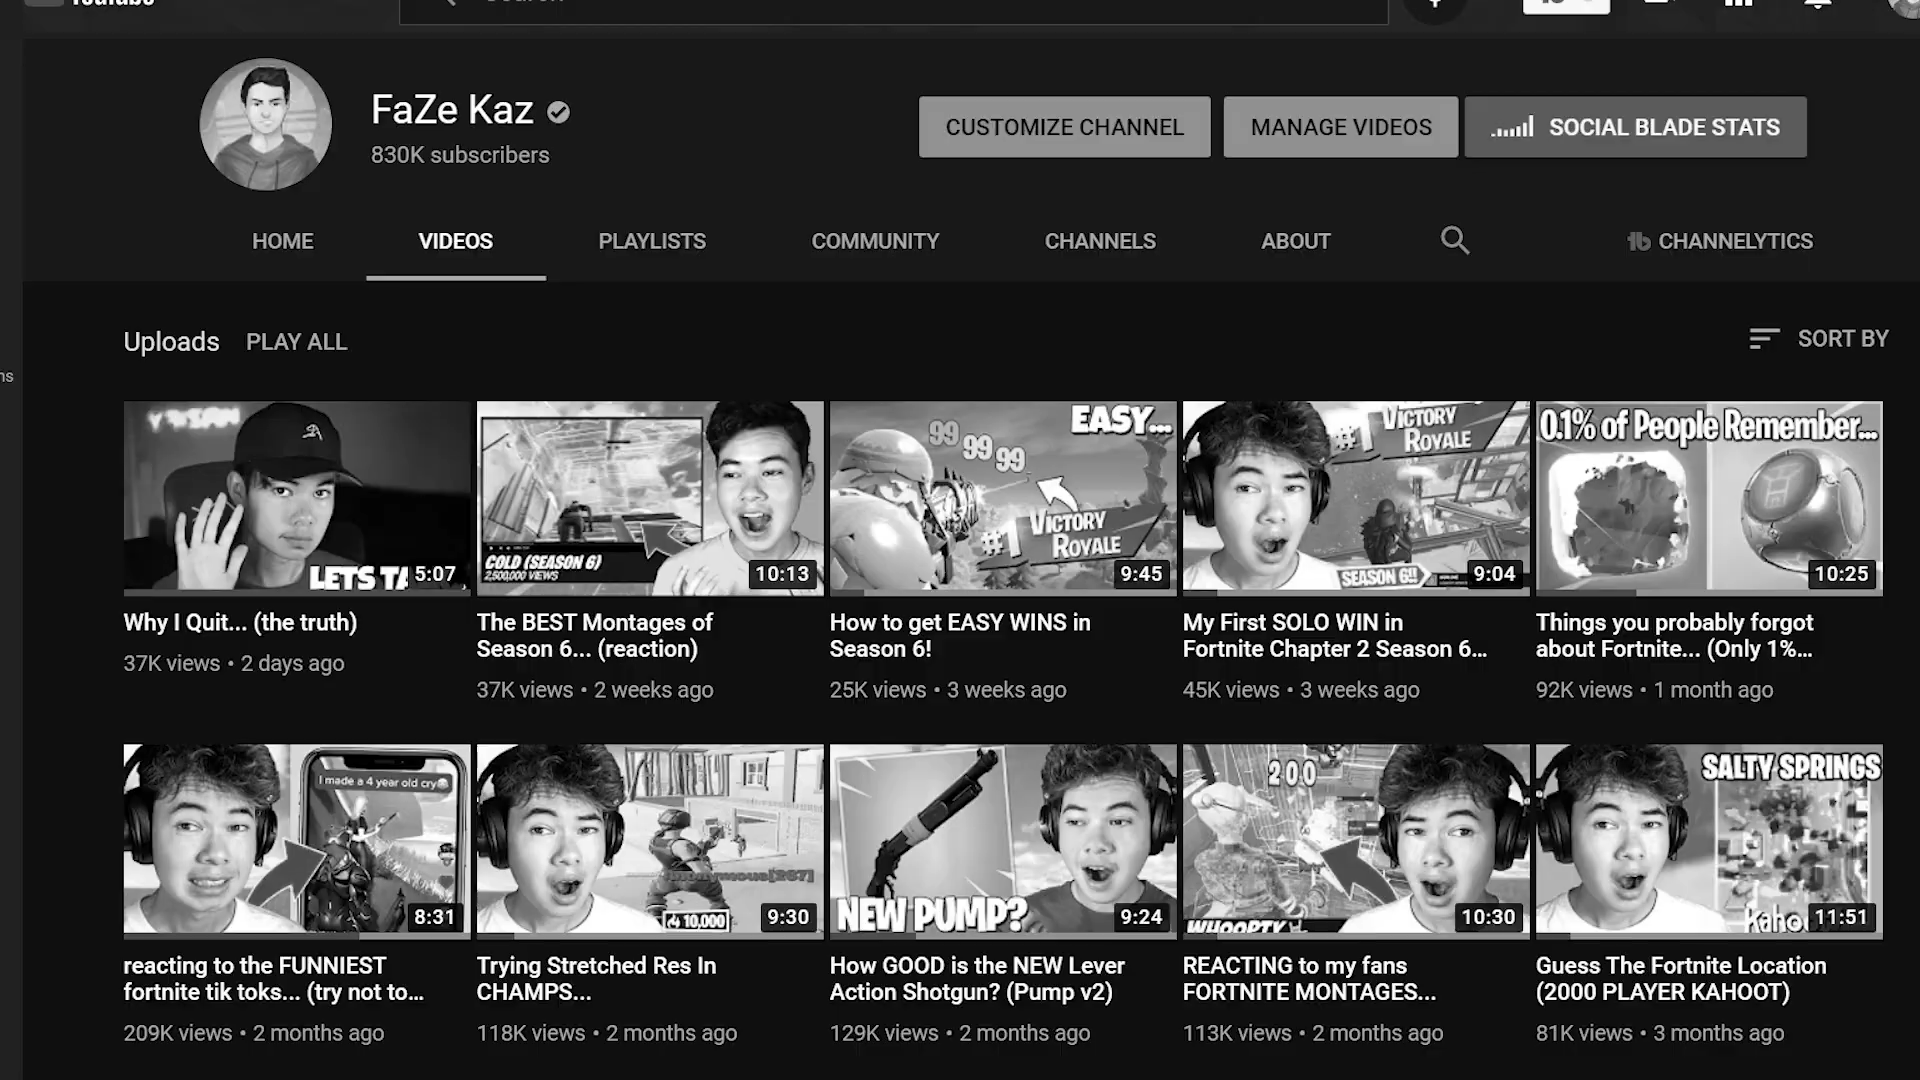 YouTube
Search
FaZe Kaz
830K subscribers
CUSTOMIZE CHANNEL
MANAGE VIDEOS
SOCIAL BLADE STATS
HOME
VIDEOS
PLAYLISTS
COMMUNITY
CHANNELS
ABOUT
CHANNELYTICS
Uploads
PLAY ALL
SORT BY
ns
LETS TA
5:07
COLD (SEASON 6)
2,500,000 VIEWS
10:13
EASY...
99
99
99
#1 VICTORY
ROYALE
9:45
#1 VICTORY
ROYALE
SEASON 6!!
9:04
0.1% of People Remember...
10:25
Why I Quit... (the truth)
37K views • 2 days ago
The BEST Montages of
Season 6... (reaction)
37K views • 2 weeks ago
How to get EASY WINS in
Season 6!
25K views • 3 weeks ago
My First SOLO WIN in
Fortnite Chapter 2 Season 6...
45K views • 3 weeks ago
Things you probably forgot
about Fortnite... (Only 1%...
92K views • 1 month ago
I made a 4 year old cry😂
8:31
Anonymous[267]
10,000
9:30
NEW PUMP?
9:24
200
WHOOPTY
10:30
SALTY SPRINGS
Kahoo
11:51
reacting to the FUNNIEST
fortnite tik toks... (try not to...
209K views • 2 months ago
Trying Stretched Res In
CHAMPS...
118K views • 2 months ago
How GOOD is the NEW Lever
Action Shotgun? (Pump v2)
129K views • 2 months ago
REACTING to my fans
FORTNITE MONTAGES...
113K views • 2 months ago
Guess The Fortnite Location
(2000 PLAYER KAHOOT)
81K views • 3 months ago